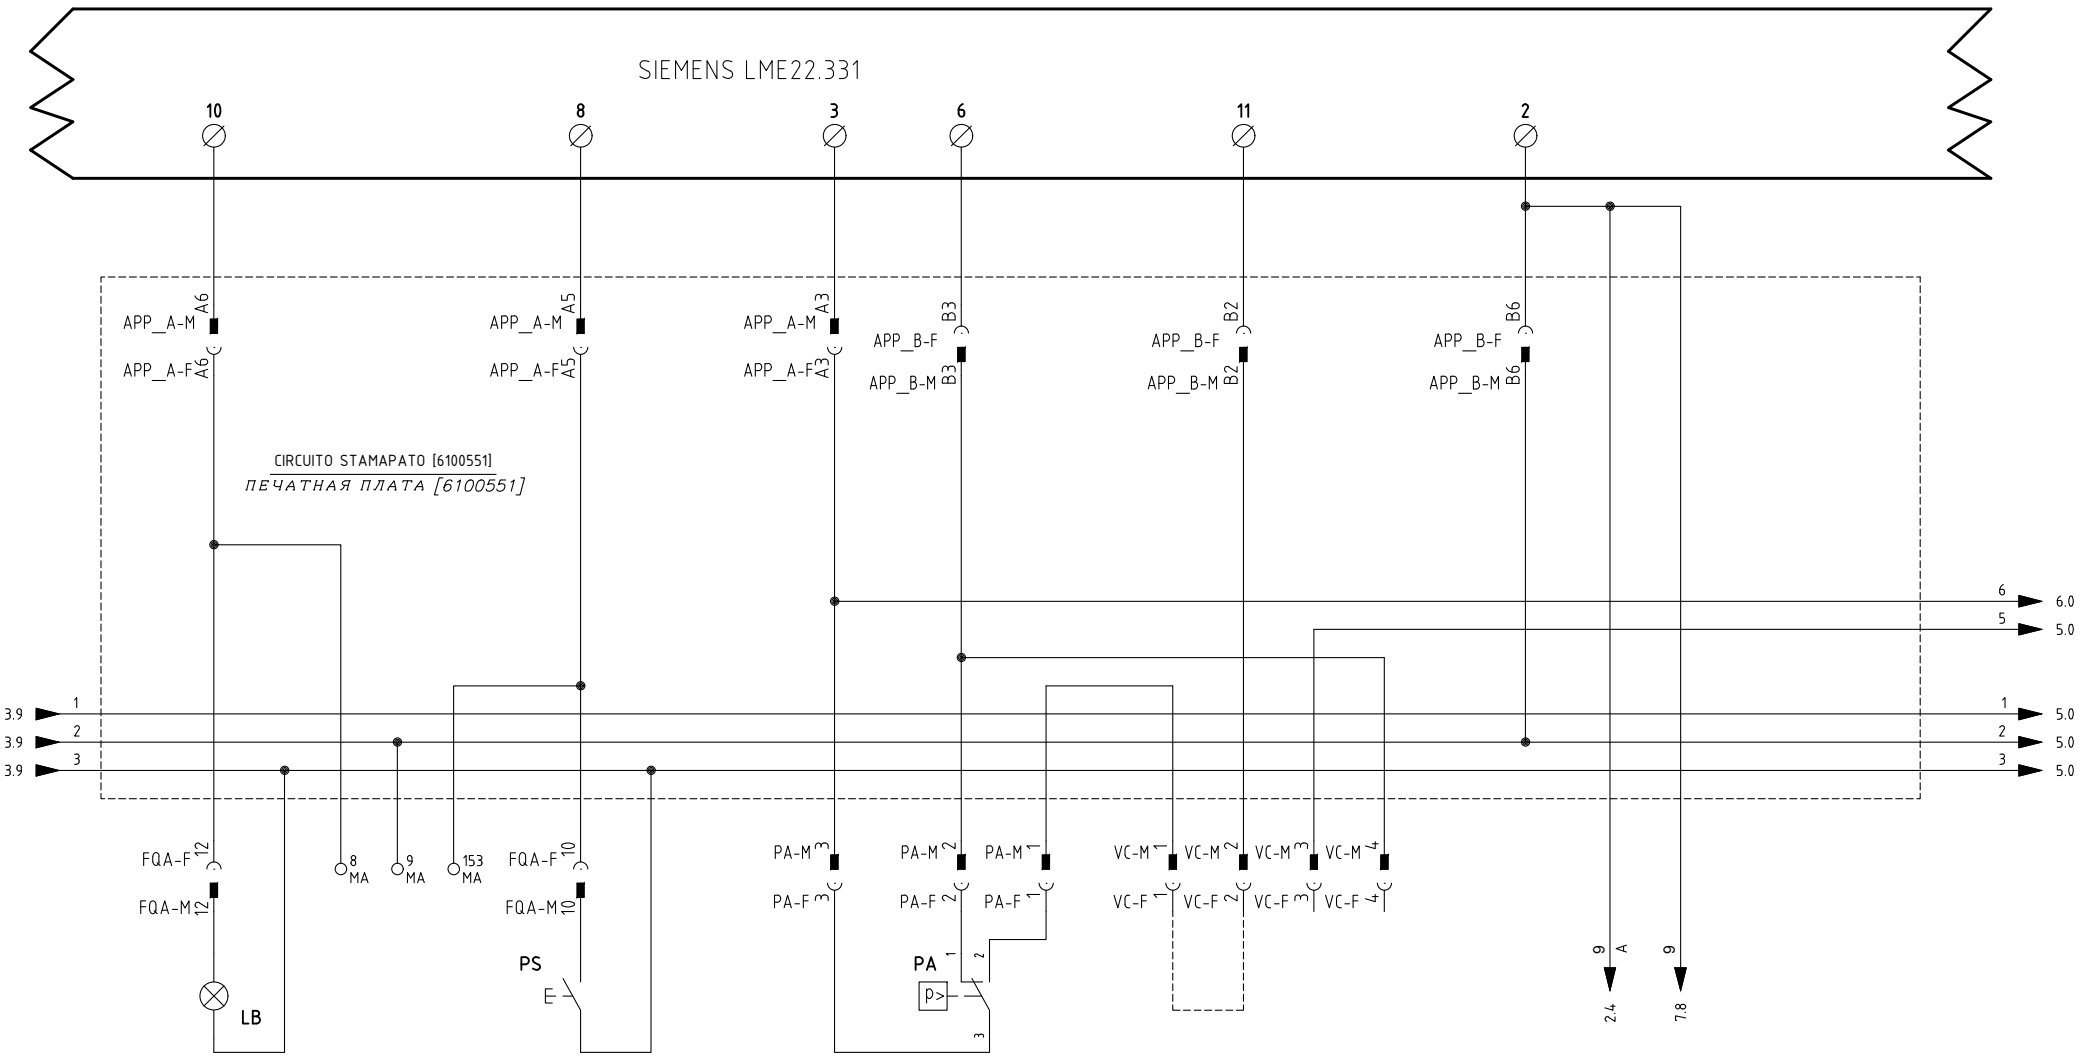 SIEMENS LME22.331
10 8 3 6 11 2
A6 A5 A3 B3 B2 B6
APP_A-M APP_A-M APP_A-M APP_B-F APP_B-F APP_B-F
APP_A-F APP_A-F APP_A-F APP_B-M APP_B-M APP_B-M
A6 A5 A3 B3 B2 B6
CIRCUITO STAMAPATO [6100551]
ПЕЧАТНАЯ ПЛАТА [6100551]
6 6.0
5 5.0
3.9 1 1 5.0
3.9 2 2 5.0
3.9 3 3 5.0
FQA-F 12 8 MA 9 MA 153 MA FQA-F 10 PA-M 3 PA-M 2 PA-M 1 VC-M 1 VC-M 2 VC-M 3 VC-M 4
FQA-M 12 FQA-M 10 PA-F 3 PA-F 2 PA-F 1 VC-F 1 VC-F 2 VC-F 3 VC-F 4
PS PA 1 2 9 A 9
E P>
LB 2.4 7.8
3